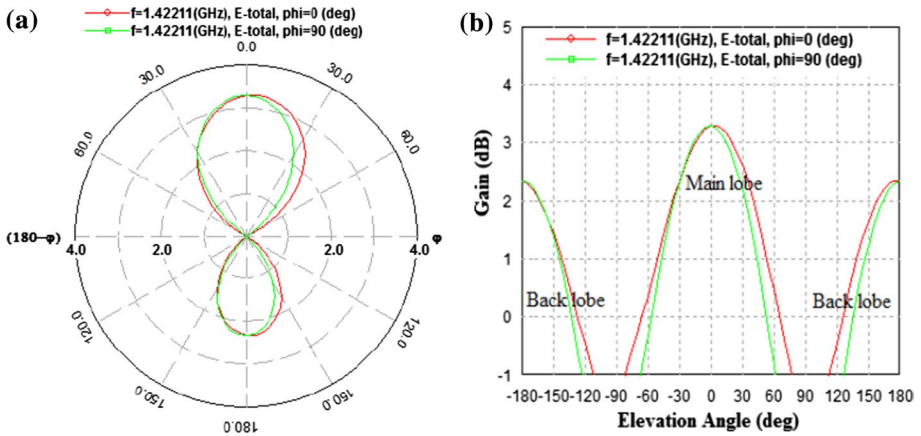 (a)
f=1.42211(GHz), E-total, phi=0 (deg)
f=1.42211(GHz), E-total, phi=90 (deg)
0.0
30.0
30.0
60.0
60.0
(180-φ)
4.0
2.0
2.0
4.0
φ
120.0
120.0
150.0
150.0
180.0
(b)
f=1.42211(GHz), E-total, phi=0 (deg)
f=1.42211(GHz), E-total, phi=90 (deg)
Gain (dB)
5
4
3
2
1
0
-1
Main lobe
Back lobe
Back lobe
-180 -150 -120 -90 -60 -30 0 30 60 90 120 150 180
Elevation Angle (deg)